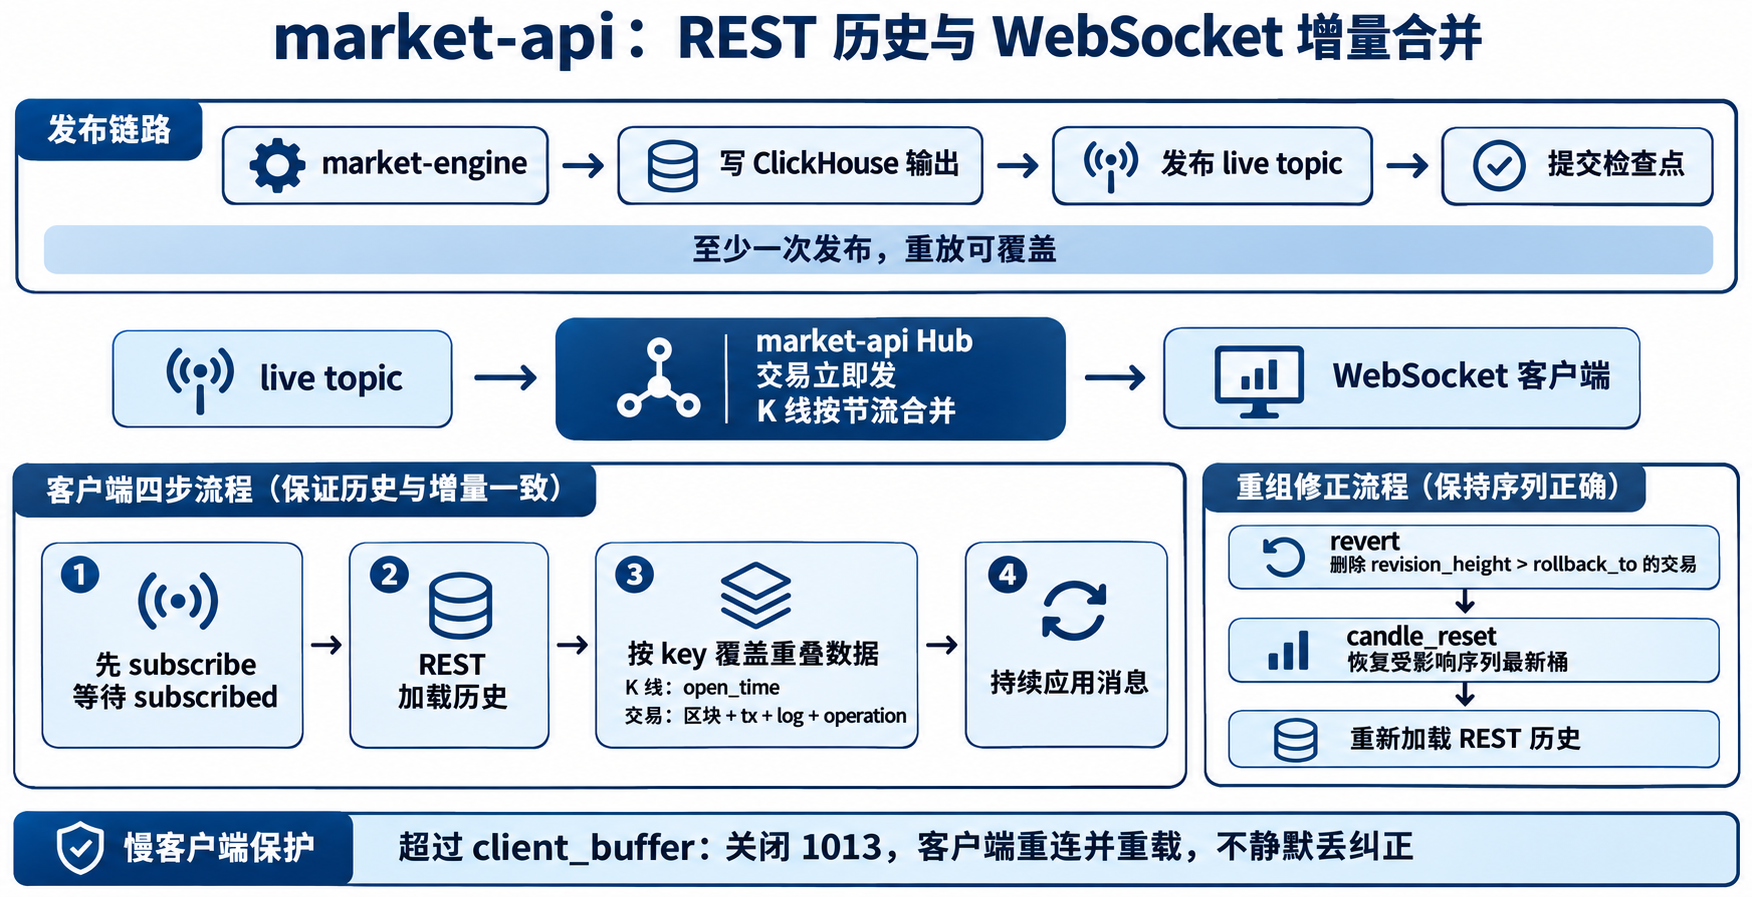 market-api：REST 历史与 WebSocket 增量合并
发布链路
market-engine
写 ClickHouse 输出
发布 live topic
提交检查点
至少一次发布，重放可覆盖
live topic
market-api Hub
交易立即发
K 线按节流合并
WebSocket 客户端
客户端四步流程（保证历史与增量一致）
1
先 subscribe
等待 subscribed
2
REST
加载历史
3
按 key 覆盖重叠数据
K 线：open_time
交易：区块 + tx + log + operation
4
持续应用消息
重组修正流程（保持序列正确）
revert
删除 revision_height > rollback_to 的交易
candle_reset
恢复受影响序列最新桶
重新加载 REST 历史
慢客户端保护
超过 client_buffer：关闭 1013，客户端重连并重载，不静默丢纠正